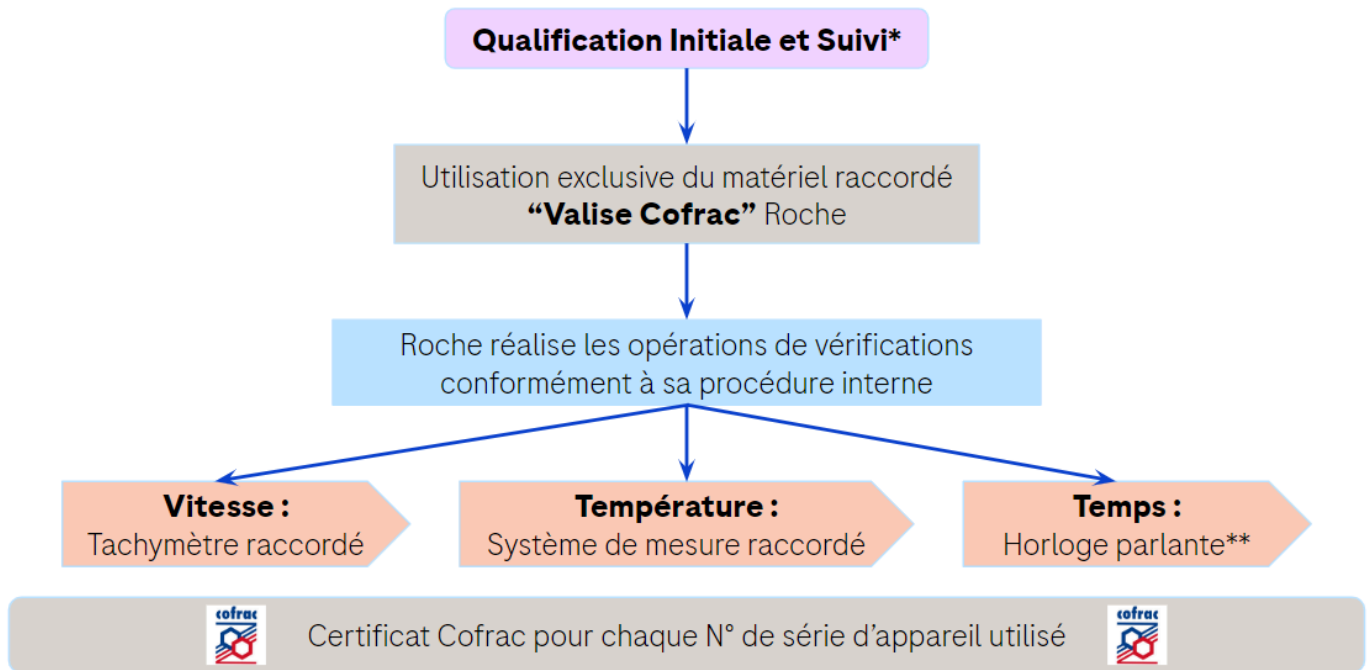 Qualification Initiale et Suivi*
Utilisation exclusive du matériel raccordé
“Valise Cofrac” Roche
Roche réalise les opérations de vérifications
conformément à sa procédure interne
Vitesse :
Tachymètre raccordé
Température :
Système de mesure raccordé
Temps :
Horloge parlante**
cofrac
Certificat Cofrac pour chaque N° de série d’appareil utilisé
cofrac